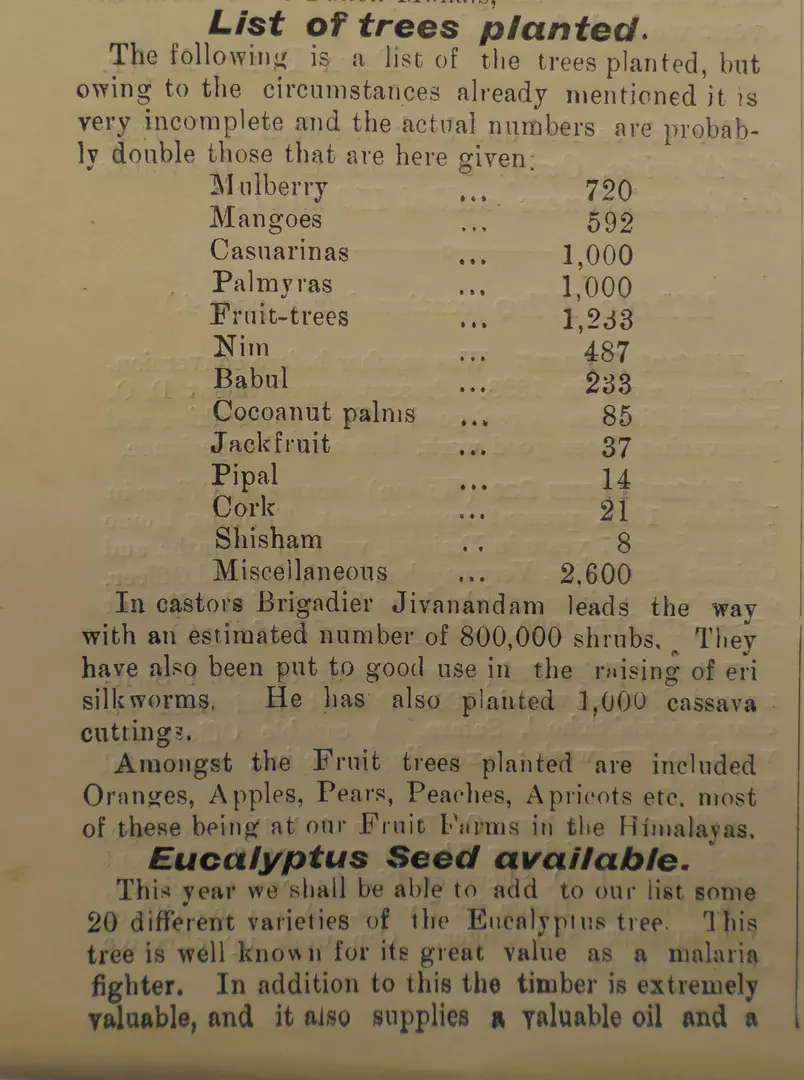 List of trees planted.
The following is a list of the trees planted, but
owing to the circumstances already mentioned it is
very incomplete and the actual numbers are probab-
ly double those that are here given:
Mulberry ... 720
Mangoes ... 592
Casuarinas ... 1,000
Palmyras ... 1,000
Fruit-trees ... 1,233
Nim ... 487
Babul ... 233
Cocoanut palms ... 85
Jackfruit ... 37
Pipal ... 14
Cork ... 21
Shisham .. 8
Miscellaneous ... 2,600
In castors Brigadier Jivanandam leads the way
with an estimated number of 800,000 shrubs. They
have also been put to good use in the raising of eri
silkworms. He has also planted 1,000 cassava
cuttings.
Amongst the Fruit trees planted are included
Oranges, Apples, Pears, Peaches, Apricots etc. most
of these being at our Fruit Farms in the Himalayas.
Eucalyptus Seed available.
This year we shall be able to add to our list some
20 different varieties of the Eucalyptus tree. This
tree is well known for its great value as a malaria
fighter. In addition to this the timber is extremely
valuable, and it also supplies a valuable oil and a